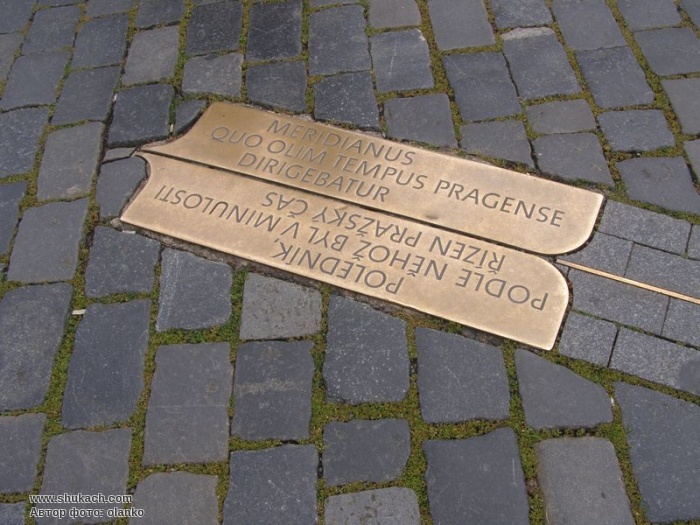 MERIDIANUS
QUO OLIM TEMPUS PRAGENSE
DIRIGEBATUR
POLEDNÍK,
PODLE NĚHOŽ BYL V MINULOSTI
ŘÍZEN PRAŽSKÝ ČAS
www.shukach.com
Автор фото: olanko